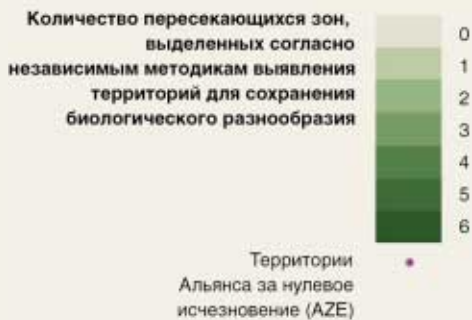 Количество пересекающихся зон,
выделенных согласно
независимым методикам выявления
территорий для сохранения
биологического разнообразия
0
1
2
3
4
5
6
Территории
Альянса за нулевое
исчезновение (AZE)